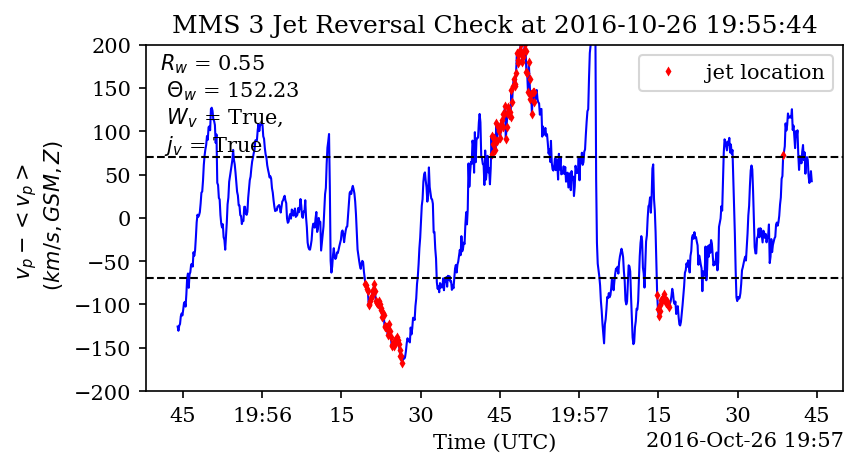 MMS 3 Jet Reversal Check at 2016-10-26 19:55:44
R_w = 0.55
Θ_w = 152.23
W_v = True,
j_v = True
jet location
200
150
100
50
0
−50
−100
−150
−200
v_p − < v_p >
(km/s, GSM, Z)
45 19:56 15 30 45 19:57 15 30 45
Time (UTC)
2016-Oct-26 19:57